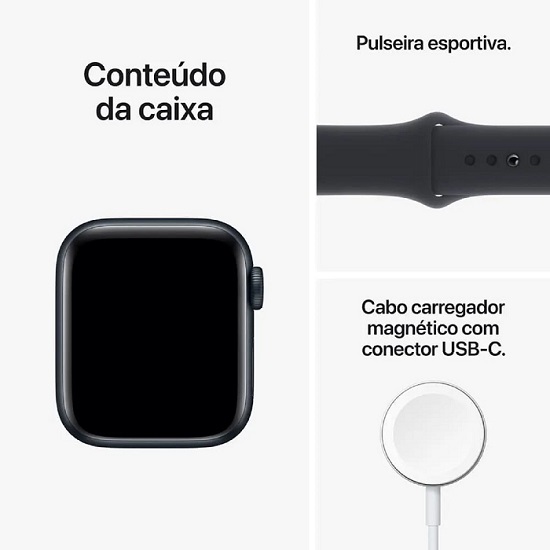 Conteúdo
da caixa
Pulseira esportiva.
Cabo carregador
magnético com
conector USB-C.